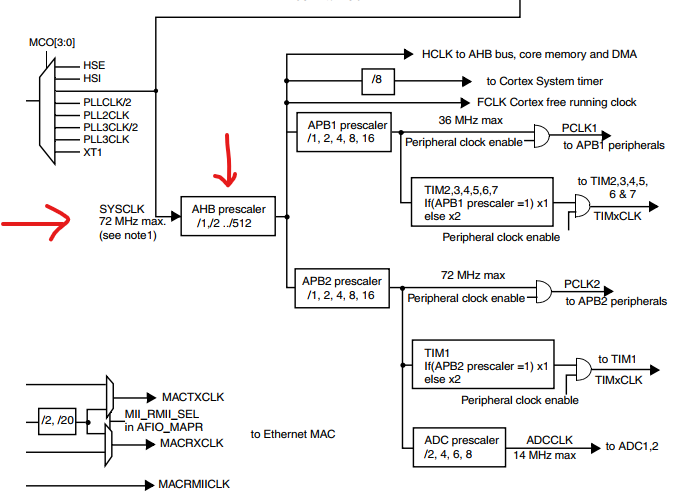 MCO[3:0]
HSE
HSI
PLLCLK/2
PLL2CLK
PLL3CLK/2
PLL3CLK
XT1
HCLK to AHB bus, core memory and DMA
/8
to Cortex System timer
FCLK Cortex free running clock
APB1 prescaler
/1, 2, 4, 8, 16
36 MHz max
Peripheral clock enable
PCLK1
to APB1 peripherals
TIM2,3,4,5,6,7
If(APB1 prescaler =1) x1
else x2
to TIM2,3,4,5,
6 & 7
TIMxCLK
Peripheral clock enable
SYSCLK
72 MHz max.
(see note1)
AHB prescaler
/1,/2 ../512
APB2 prescaler
/1, 2, 4, 8, 16
72 MHz max
Peripheral clock enable
PCLK2
to APB2 peripherals
TIM1
If(APB2 prescaler =1) x1
else x2
to TIM1
TIMxCLK
Peripheral clock enable
ADC prescaler
/2, 4, 6, 8
ADCCLK
14 MHz max
to ADC1,2
MACTXCLK
/2, /20
MII_RMII_SEL
in AFIO_MAPR
MACRXCLK
to Ethernet MAC
MACRMIICLK